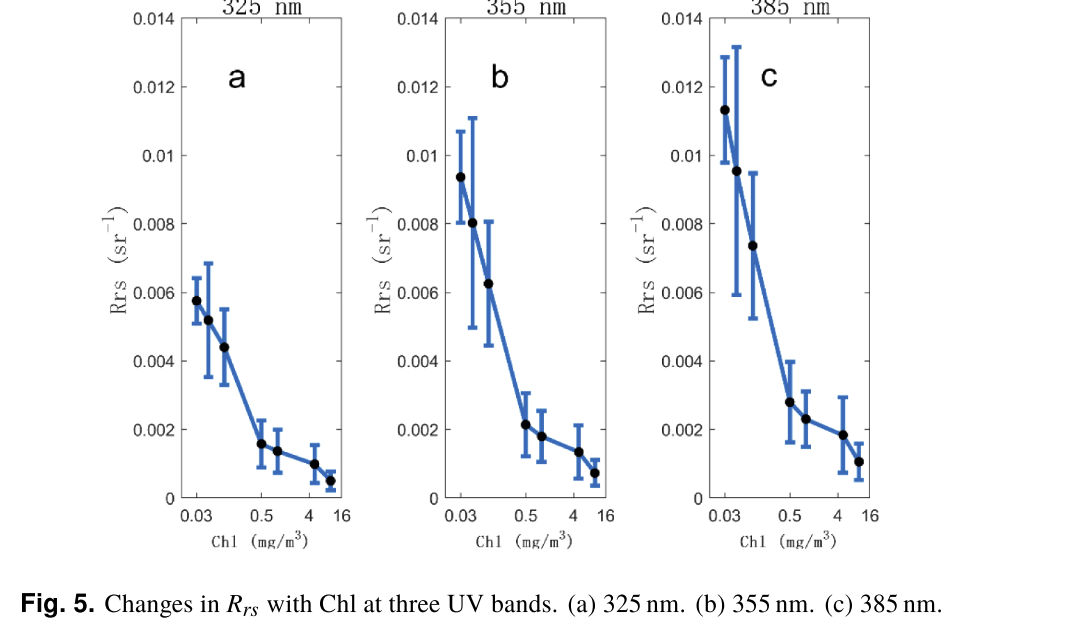 325 nm
355 nm
385 nm
0.014
0.012
0.01
0.008
0.006
0.004
0.002
0
a
Rrs (sr⁻¹)
0.03 0.5 4 16
Chl (mg/m³)
0.014
0.012
0.01
0.008
0.006
0.004
0.002
0
b
Rrs (sr⁻¹)
0.03 0.5 4 16
Chl (mg/m³)
0.014
0.012
0.01
0.008
0.006
0.004
0.002
0
c
Rrs (sr⁻¹)
0.03 0.5 4 16
Chl (mg/m³)
Fig. 5. Changes in Rrs with Chl at three UV bands. (a) 325 nm. (b) 355 nm. (c) 385 nm.